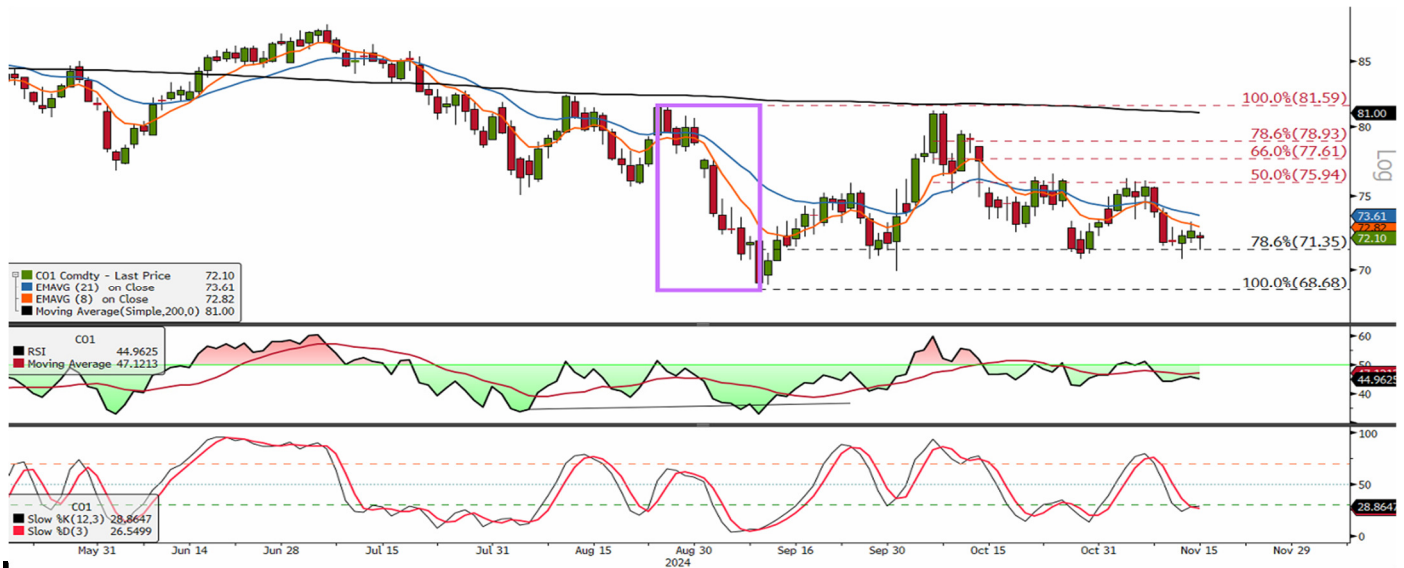 85
100.0%(81.59)
81.00
80
78.6%(78.93)
66.0%(77.61)
Log
50.0%(75.94)
75
73.61
72.82
72.10
78.6%(71.35)
70
100.0%(68.68)
CO1 Comdty - Last Price 72.10
EMAVG (21) on Close 73.61
EMAVG (8) on Close 72.82
Moving Average(Simple,200,0) 81.00
CO1
RSI 44.9625
Moving Average 47.1213
60
50
44.9625
40
100
50
28.8647
0
CO1
Slow %K(12,3) 28.8647
Slow %D(3) 26.5499
May 31 Jun 14 Jun 28 Jul 15 Jul 31 Aug 15 Aug 30 Sep 16 Sep 30 Oct 15 Oct 31 Nov 15 Nov 29
2024